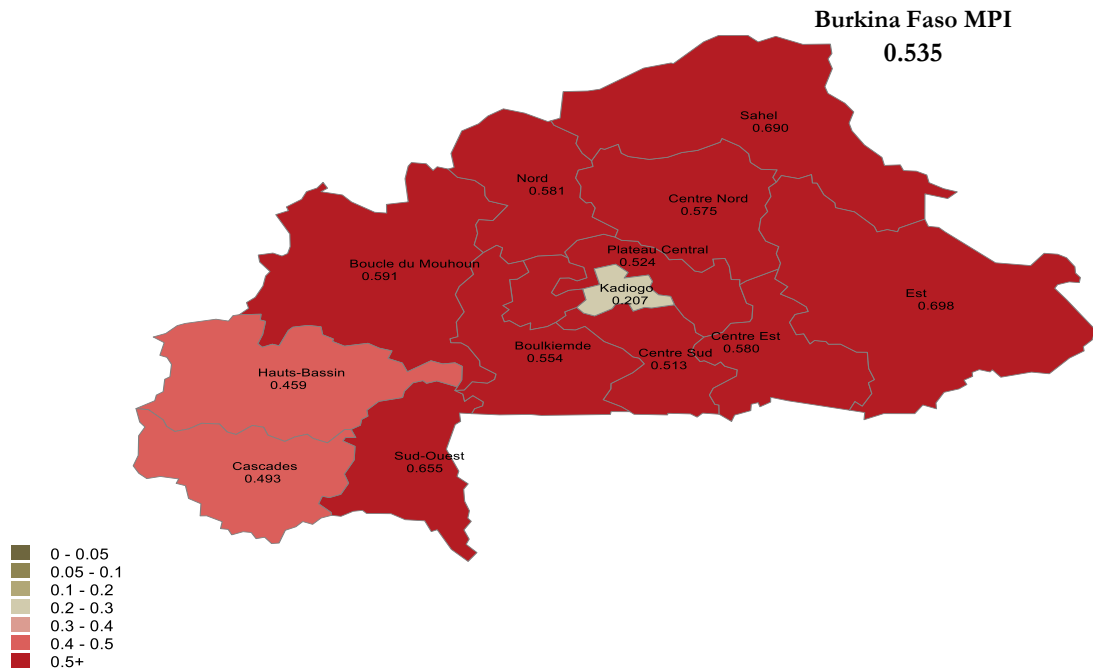 Burkina Faso MPI
0.535
Sahel
0.690
Nord
0.581
Centre Nord
0.575
Plateau Central
0.524
Boucle du Mouhoun
0.591
Kadiogo
0.207
Est
0.698
Centre Est
0.580
Boulkiemde
0.554
Centre Sud
0.513
Hauts-Bassin
0.459
Sud-Ouest
0.655
Cascades
0.493
0 - 0.05
0.05 - 0.1
0.1 - 0.2
0.2 - 0.3
0.3 - 0.4
0.4 - 0.5
0.5+